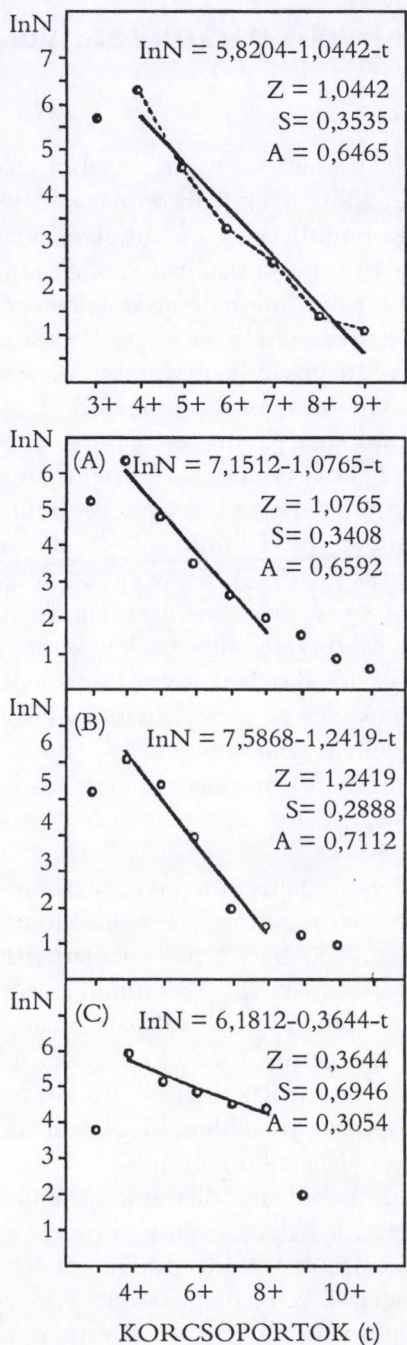 lnN
lnN = 5,8204-1,0442-t
7
Z = 1,0442
6
S= 0,3535
5
A = 0,6465
4
3
2
1
3+ 4+ 5+ 6+ 7+ 8+ 9+
lnN
(A) lnN = 7,1512-1,0765-t
6
Z = 1,0765
5
S= 0,3408
4
A = 0,6592
3
2
1
lnN
(B) lnN = 7,5868-1,2419-t
6
Z = 1,2419
5
S= 0,2888
4
A = 0,7112
3
2
1
lnN
(C) lnN = 6,1812-0,3644-t
6
Z = 0,3644
5
S= 0,6946
4
A = 0,3054
3
2
1
4+ 6+ 8+ 10+
KORCSOPORTOK (t)